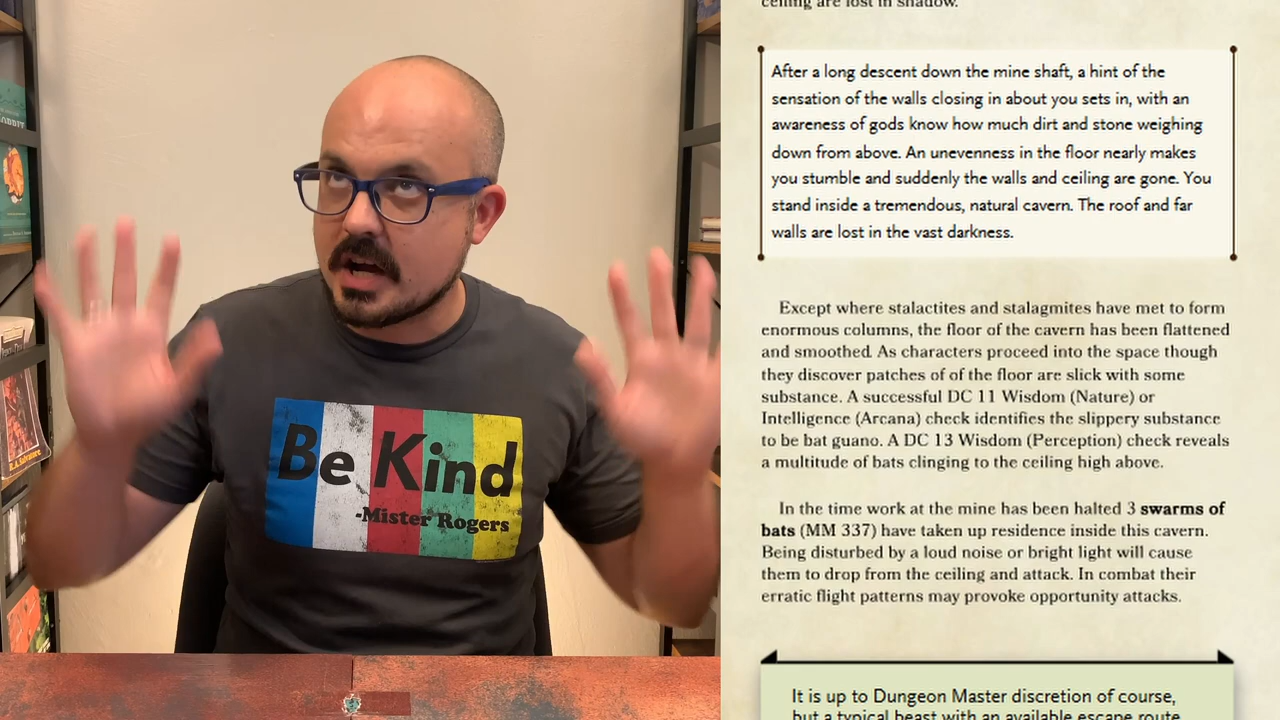 ceiling are lost in shadow.
After a long descent down the mine shaft, a hint of the
sensation of the walls closing in about you sets in, with an
awareness of gods know how much dirt and stone weighing
down from above. An unevenness in the floor nearly makes
you stumble and suddenly the walls and ceiling are gone. You
stand inside a tremendous, natural cavern. The roof and far
walls are lost in the vast darkness.
Except where stalactites and stalagmites have met to form
enormous columns, the floor of the cavern has been flattened
and smoothed. As characters proceed into the space though
they discover patches of of the floor are slick with some
substance. A successful DC 11 Wisdom (Nature) or
Intelligence (Arcana) check identifies the slippery substance
to be bat guano. A DC 13 Wisdom (Perception) check reveals
a multitude of bats clinging to the ceiling high above.
In the time work at the mine has been halted 3 swarms of
bats (MM 337) have taken up residence inside this cavern.
Being disturbed by a loud noise or bright light will cause
them to drop from the ceiling and attack. In combat their
erratic flight patterns may provoke opportunity attacks.
It is up to Dungeon Master discretion of course,
but a typical beast with an available escape route
Be Kind
-Mister Rogers
R.A. Salvatore